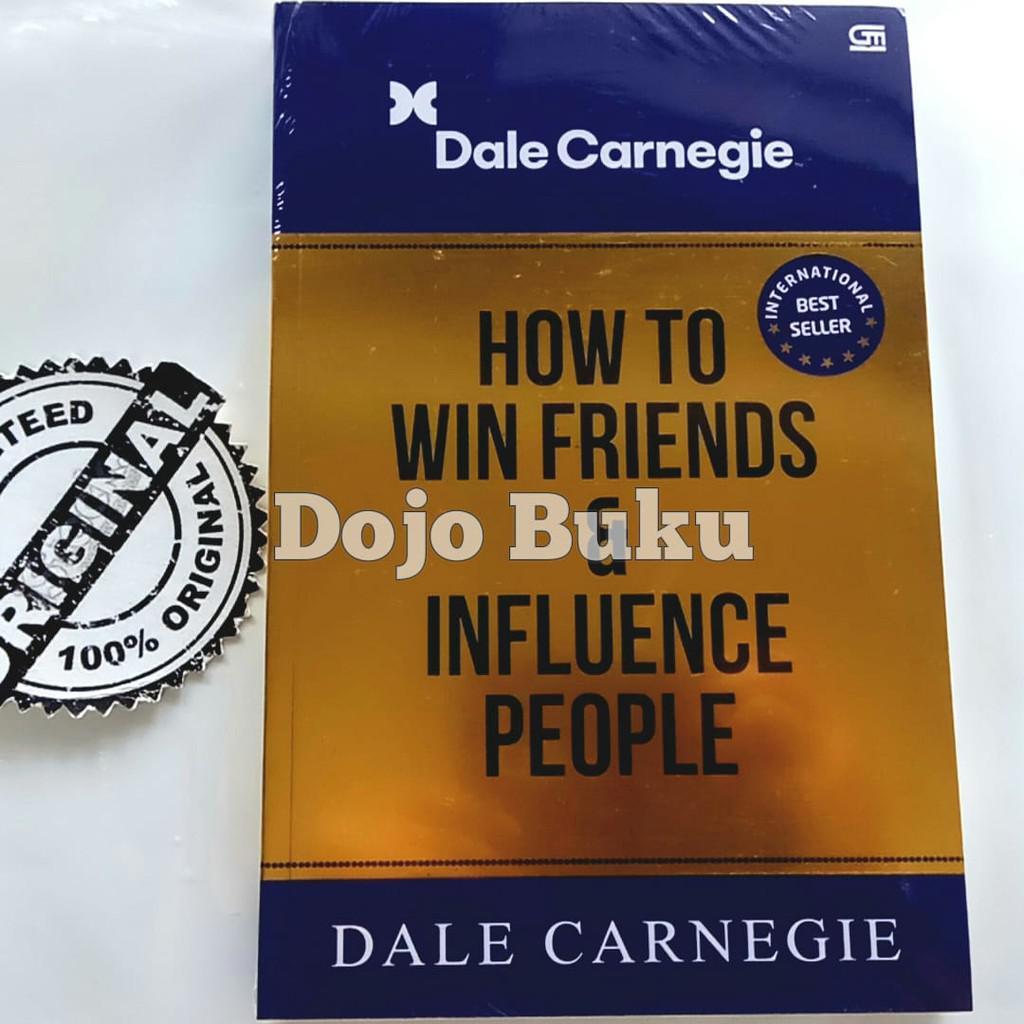 GM
Dale Carnegie
INTERNATIONAL
BEST
SELLER
HOW TO
WIN FRIENDS
&
INFLUENCE
PEOPLE
DALE CARNEGIE
Dojo Buku
ORIGINAL
100% ORIGINAL